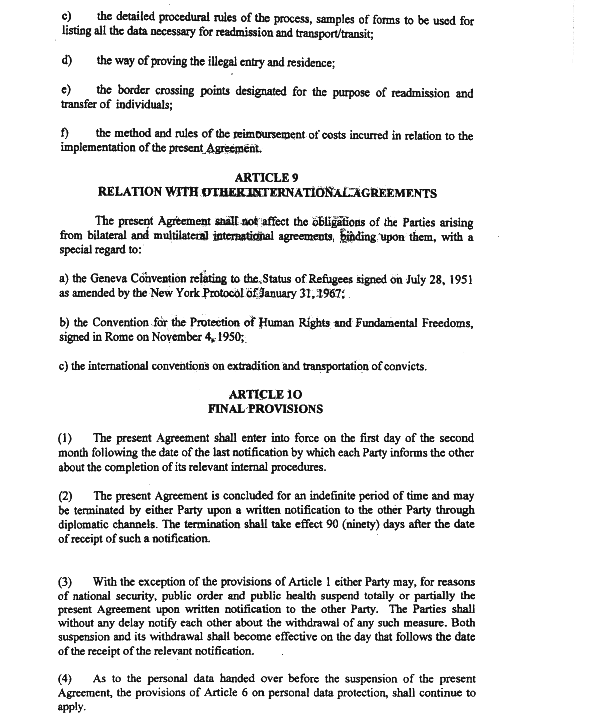 c) the detailed procedural rules of the process, samples of forms to be used for
listing all the data necessary for readmission and transport/transit;
d) the way of proving the illegal entry and residence;
e) the border crossing points designated for the purpose of readmission and
transfer of individuals;
f) the method and rules of the reimbursement of costs incurred in relation to the
implementation of the present Agreement.
ARTICLE 9
RELATION WITH OTHER INTERNATIONAL AGREEMENTS
The present Agreement shall not affect the obligations of the Parties arising
from bilateral and multilateral international agreements, binding upon them, with a
special regard to:
a) the Geneva Convention relating to the Status of Refugees signed on July 28, 1951
as amended by the New York Protocol of January 31, 1967;
b) the Convention for the Protection of Human Rights and Fundamental Freedoms,
signed in Rome on November 4, 1950;
c) the international conventions on extradition and transportation of convicts.
ARTICLE 10
FINAL PROVISIONS
(1) The present Agreement shall enter into force on the first day of the second
month following the date of the last notification by which each Party informs the other
about the completion of its relevant internal procedures.
(2) The present Agreement is concluded for an indefinite period of time and may
be terminated by either Party upon a written notification to the other Party through
diplomatic channels. The termination shall take effect 90 (ninety) days after the date
of receipt of such a notification.
(3) With the exception of the provisions of Article 1 either Party may, for reasons
of national security, public order and public health suspend totally or partially the
present Agreement upon written notification to the other Party. The Parties shall
without any delay notify each other about the withdrawal of any such measure. Both
suspension and its withdrawal shall become effective on the day that follows the date
of the receipt of the relevant notification.
(4) As to the personal data handed over before the suspension of the present
Agreement, the provisions of Article 6 on personal data protection, shall continue to
apply.